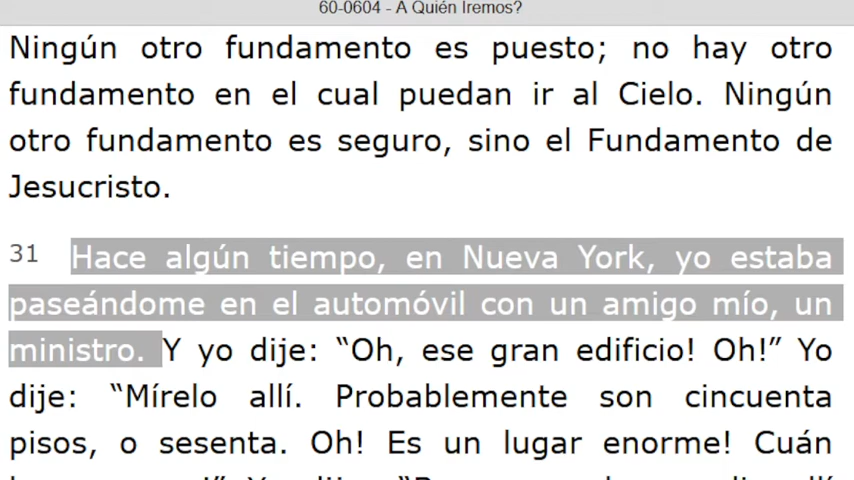 60-0604 - A Quién Iremos?
Ningún otro fundamento es puesto; no hay otro
fundamento en el cual puedan ir al Cielo. Ningún
otro fundamento es seguro, sino el Fundamento de
Jesucristo.
31 Hace algún tiempo, en Nueva York, yo estaba
paseándome en el automóvil con un amigo mío, un
ministro. Y yo dije: “Oh, ese gran edificio! Oh!” Yo
dije: “Mírelo allí. Probablemente son cincuenta
pisos, o sesenta. Oh! Es un lugar enorme! Cuán